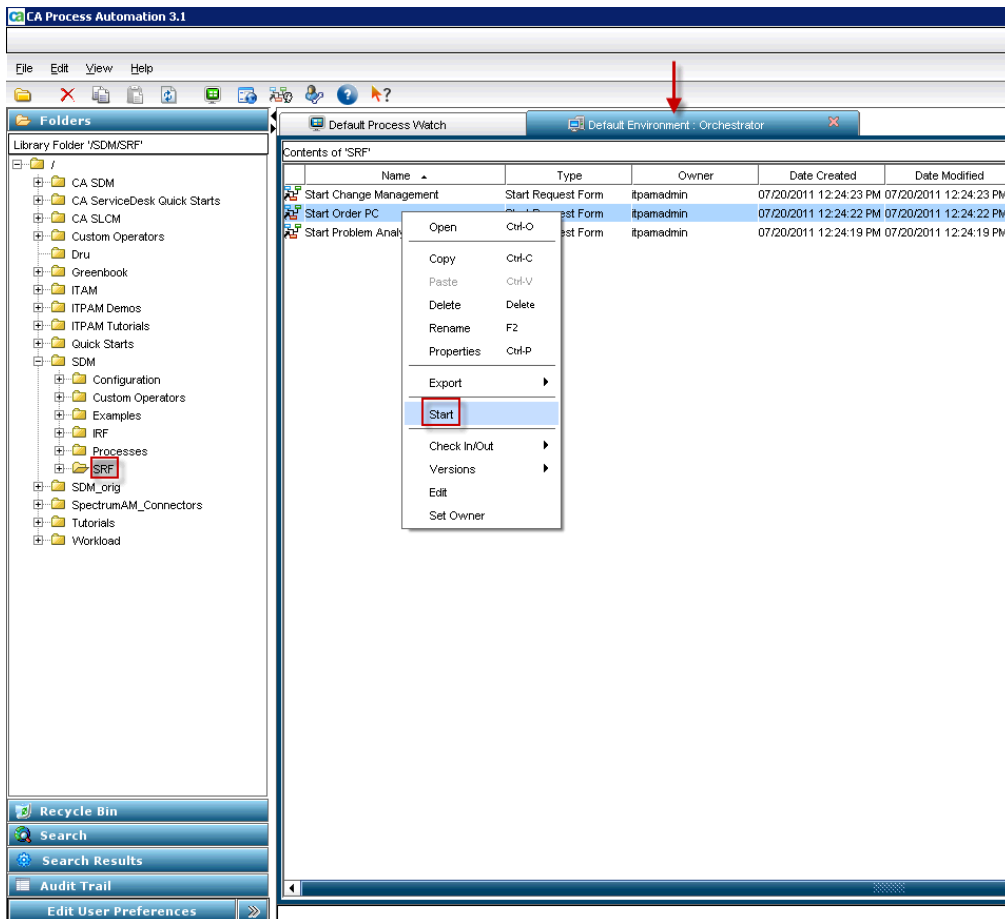 CA Process Automation 3.1
File Edit View Help
Folders
Library Folder '/SDM/SRF'
/
CA SDM
CA ServiceDesk Quick Starts
CA SLCM
Custom Operators
Dru
Greenbook
ITAM
ITPAM Demos
ITPAM Tutorials
Quick Starts
SDM
Configuration
Custom Operators
Examples
IRF
Processes
SRF
SDM_orig
SpectrumAM_Connectors
Tutorials
Workload
Recycle Bin
Search
Search Results
Audit Trail
Edit User Preferences
Default Process Watch Default Environment : Orchestrator
Contents of 'SRF'
Name Type Owner Date Created Date Modified
Start Change Management Start Request Form itpamadmin 07/20/2011 12:24:23 PM 07/20/2011 12:24:23 PM
Start Order PC est Form itpamadmin 07/20/2011 12:24:22 PM 07/20/2011 12:24:22 PM
Start Problem Analy est Form itpamadmin 07/20/2011 12:24:19 PM 07/20/2011 12:24:19 PM
Open Ctrl-O
Copy Ctrl-C
Paste Ctrl-V
Delete Delete
Rename F2
Properties Ctrl-P
Export
Start
Check In/Out
Versions
Edit
Set Owner